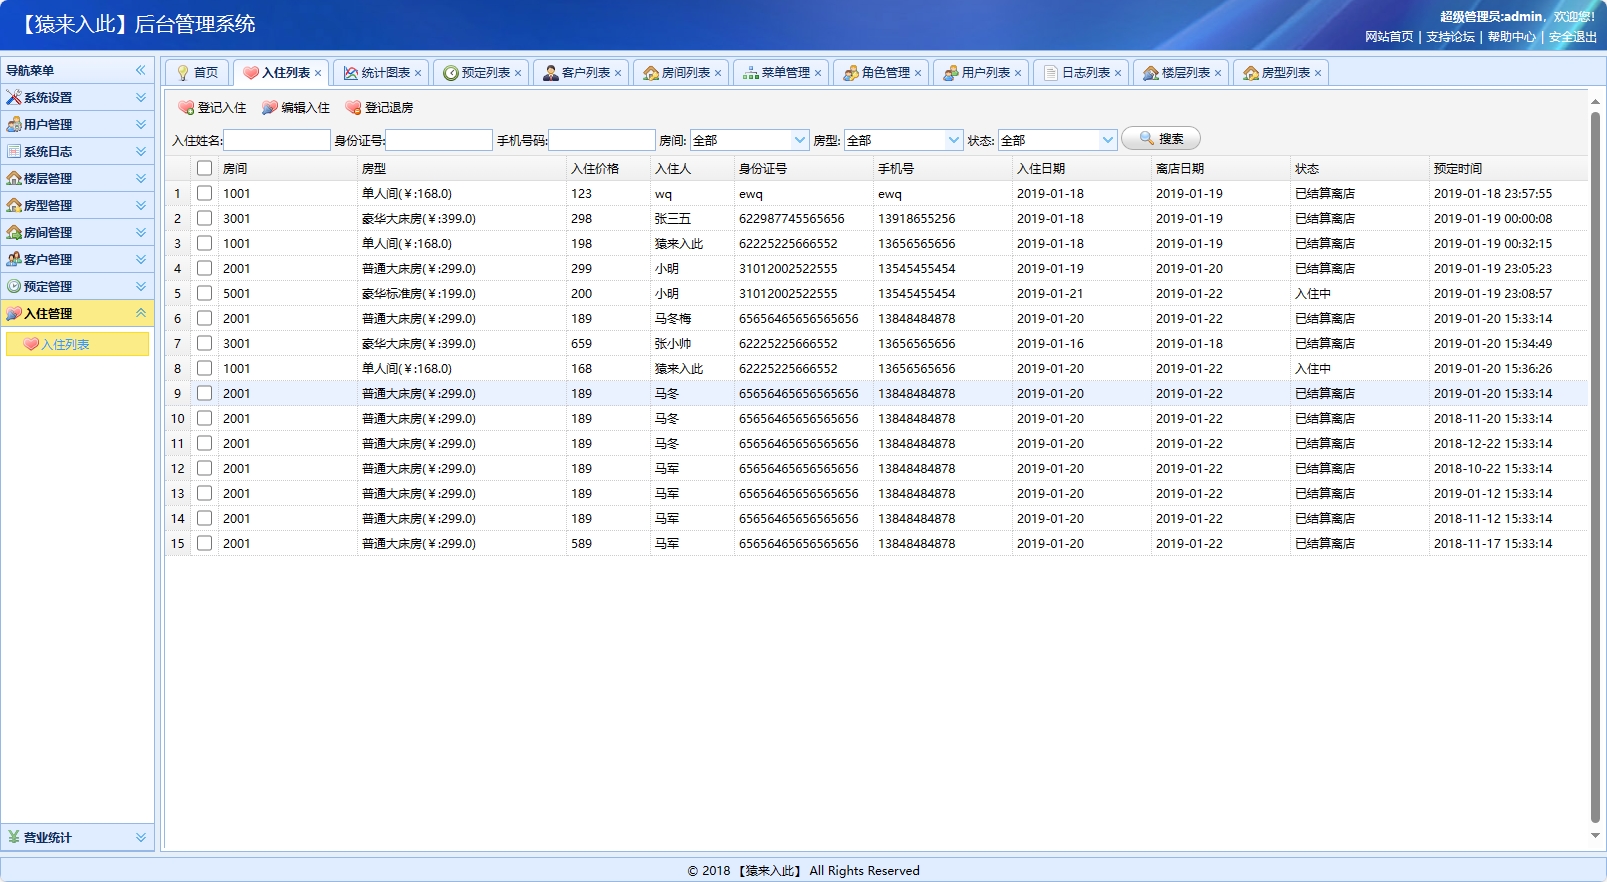 【猿来入此】后台管理系统
超级管理员:admin，欢迎您!
网站首页 | 支持论坛 | 帮助中心 | 安全退出
导航菜单
系统设置
用户管理
系统日志
楼层管理
房型管理
房间管理
客户管理
预定管理
入住管理
入住列表
营业统计
首页 入住列表 统计图表 预定列表 客户列表 房间列表 菜单管理 角色管理 用户列表 日志列表 楼层列表 房型列表
登记入住 编辑入住 登记退房
入住姓名: 身份证号: 手机号码: 房间: 全部 房型: 全部 状态: 全部 搜索
房间 房型 入住价格 入住人 身份证号 手机号 入住日期 离店日期 状态 预定时间
1 1001 单人间(￥:168.0) 123 wq ewq ewq 2019-01-18 2019-01-19 已结算离店 2019-01-18 23:57:55
2 3001 豪华大床房(￥:399.0) 298 张三五 622987745565656 13918655256 2019-01-18 2019-01-19 已结算离店 2019-01-19 00:00:08
3 1001 单人间(￥:168.0) 198 猿来入此 62225225666552 13656565656 2019-01-18 2019-01-19 已结算离店 2019-01-19 00:32:15
4 2001 普通大床房(￥:299.0) 299 小明 31012002522555 13545455454 2019-01-19 2019-01-20 已结算离店 2019-01-19 23:05:23
5 5001 豪华标准房(￥:199.0) 200 小明 31012002522555 13545455454 2019-01-21 2019-01-22 入住中 2019-01-19 23:08:57
6 2001 普通大床房(￥:299.0) 189 马冬梅 65656465656565656 13848484878 2019-01-20 2019-01-22 已结算离店 2019-01-20 15:33:14
7 3001 豪华大床房(￥:399.0) 659 张小帅 62225225666552 13656565656 2019-01-16 2019-01-18 已结算离店 2019-01-20 15:34:49
8 1001 单人间(￥:168.0) 168 猿来入此 62225225666552 13656565656 2019-01-20 2019-01-22 入住中 2019-01-20 15:36:26
9 2001 普通大床房(￥:299.0) 189 马冬 65656465656565656 13848484878 2019-01-20 2019-01-22 已结算离店 2019-01-20 15:33:14
10 2001 普通大床房(￥:299.0) 189 马冬 65656465656565656 13848484878 2019-01-20 2019-01-22 已结算离店 2018-11-20 15:33:14
11 2001 普通大床房(￥:299.0) 189 马冬 65656465656565656 13848484878 2019-01-20 2019-01-22 已结算离店 2018-12-22 15:33:14
12 2001 普通大床房(￥:299.0) 189 马军 65656465656565656 13848484878 2019-01-20 2019-01-22 已结算离店 2018-10-22 15:33:14
13 2001 普通大床房(￥:299.0) 189 马军 65656465656565656 13848484878 2019-01-20 2019-01-22 已结算离店 2019-01-12 15:33:14
14 2001 普通大床房(￥:299.0) 189 马军 65656465656565656 13848484878 2019-01-20 2019-01-22 已结算离店 2018-11-12 15:33:14
15 2001 普通大床房(￥:299.0) 589 马军 65656465656565656 13848484878 2019-01-20 2019-01-22 已结算离店 2018-11-17 15:33:14
© 2018 【猿来入此】 All Rights Reserved